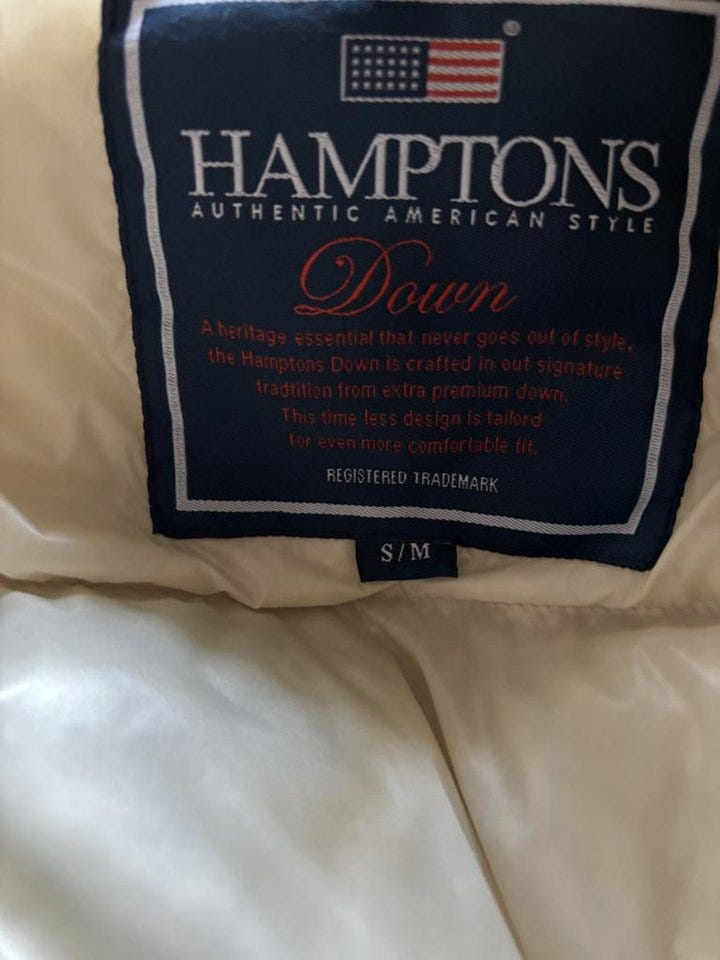 ®
HAMPTONS
AUTHENTIC AMERICAN STYLE
Down
A heritage essential that never goes out of style,
the Hamptons Down is crafted in out signature
tradtition from extra premium down.
This time less design is tailord
for even more comfortable fit.
REGISTERED TRADEMARK
S/M